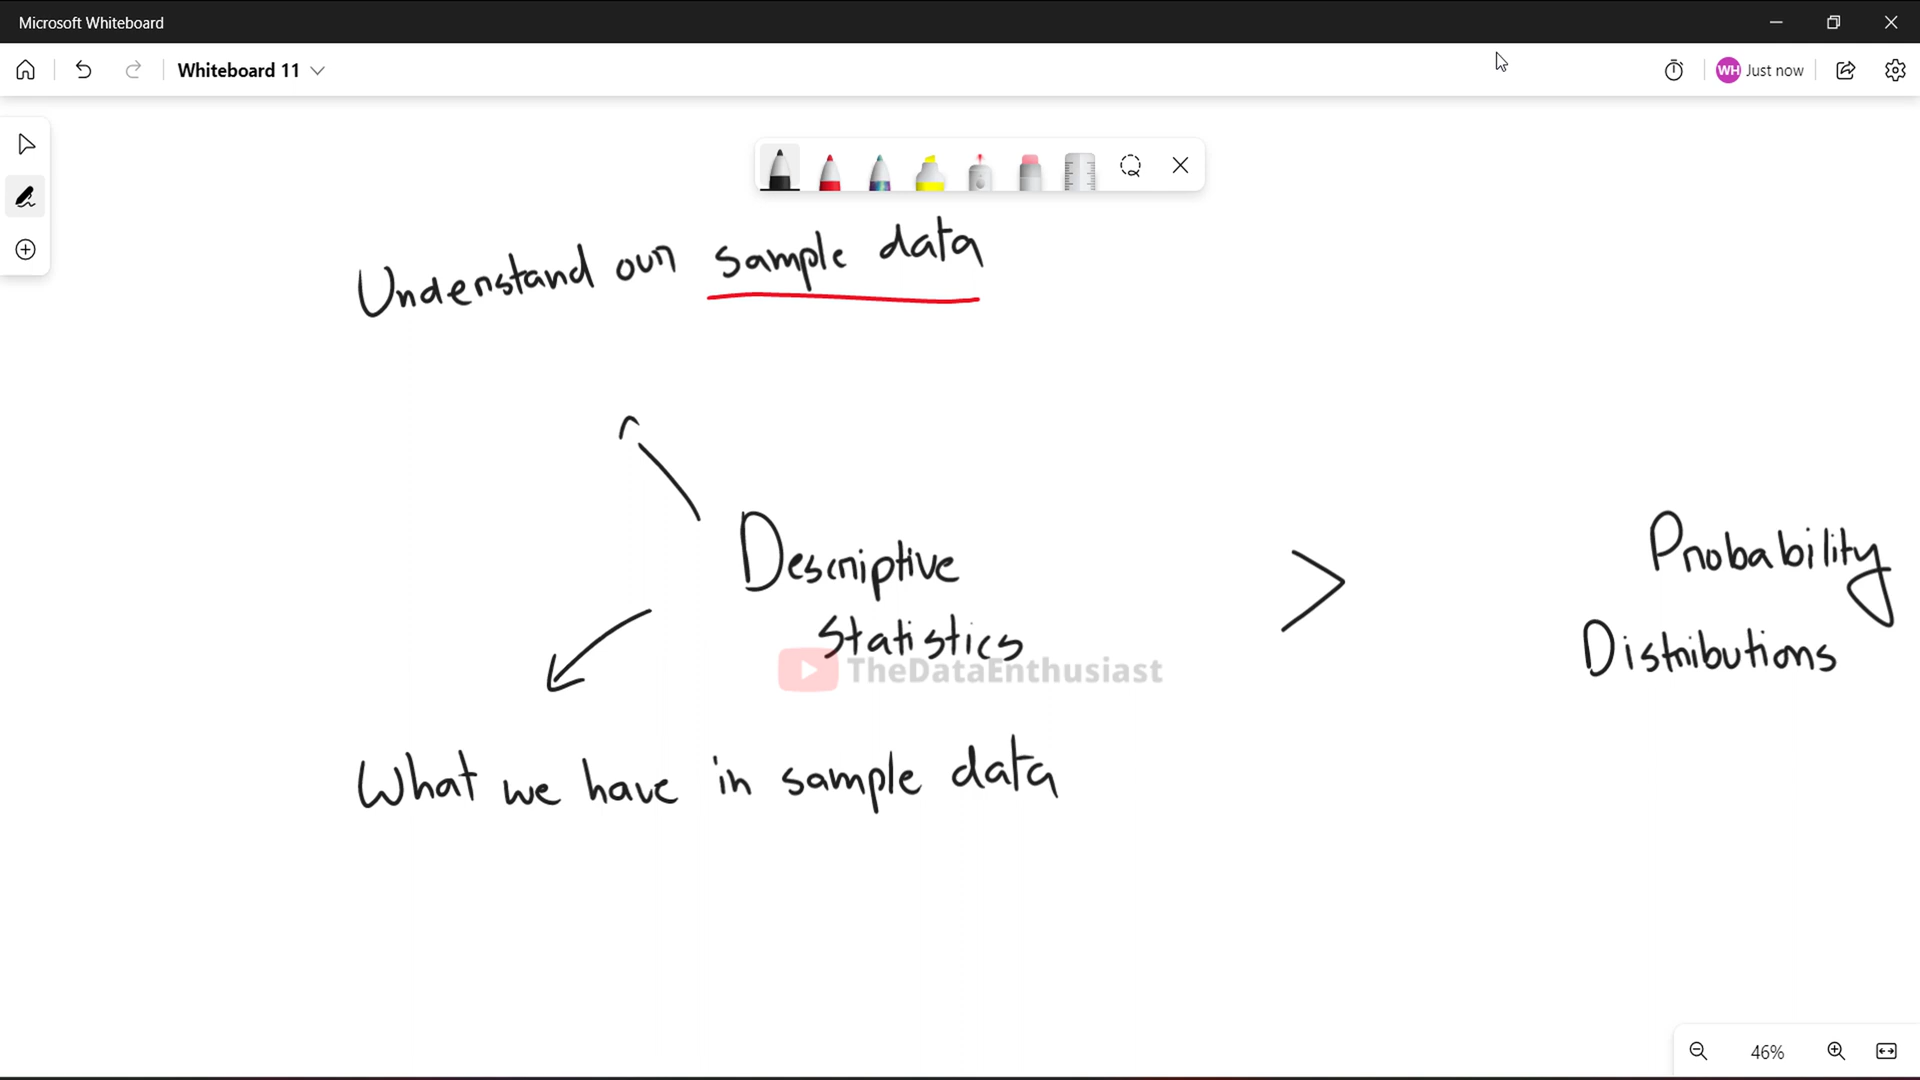 Microsoft Whiteboard
Whiteboard 11
WH Just now
Understand our sample data
Descriptive
Statistics
>
Probability
Distributions
TheDataEnthusiast
What we have in sample data
46%